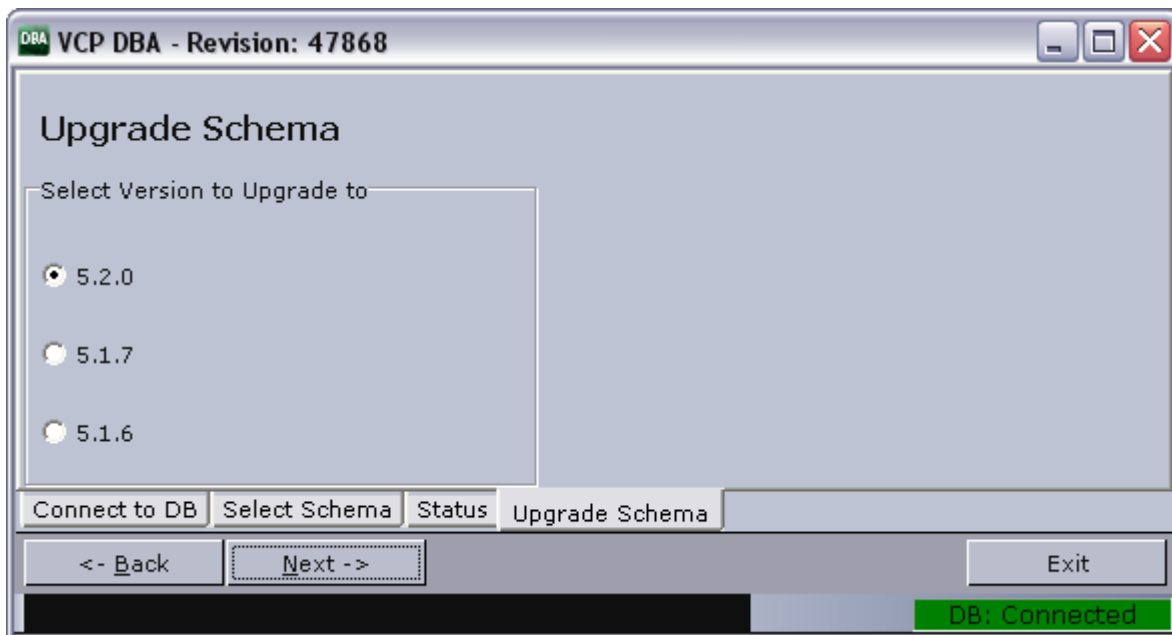 DBA VCP DBA - Revision: 47868
Upgrade Schema
Select Version to Upgrade to
5.2.0
5.1.7
5.1.6
Connect to DB Select Schema Status Upgrade Schema
<- Back Next -> Exit
DB: Connected